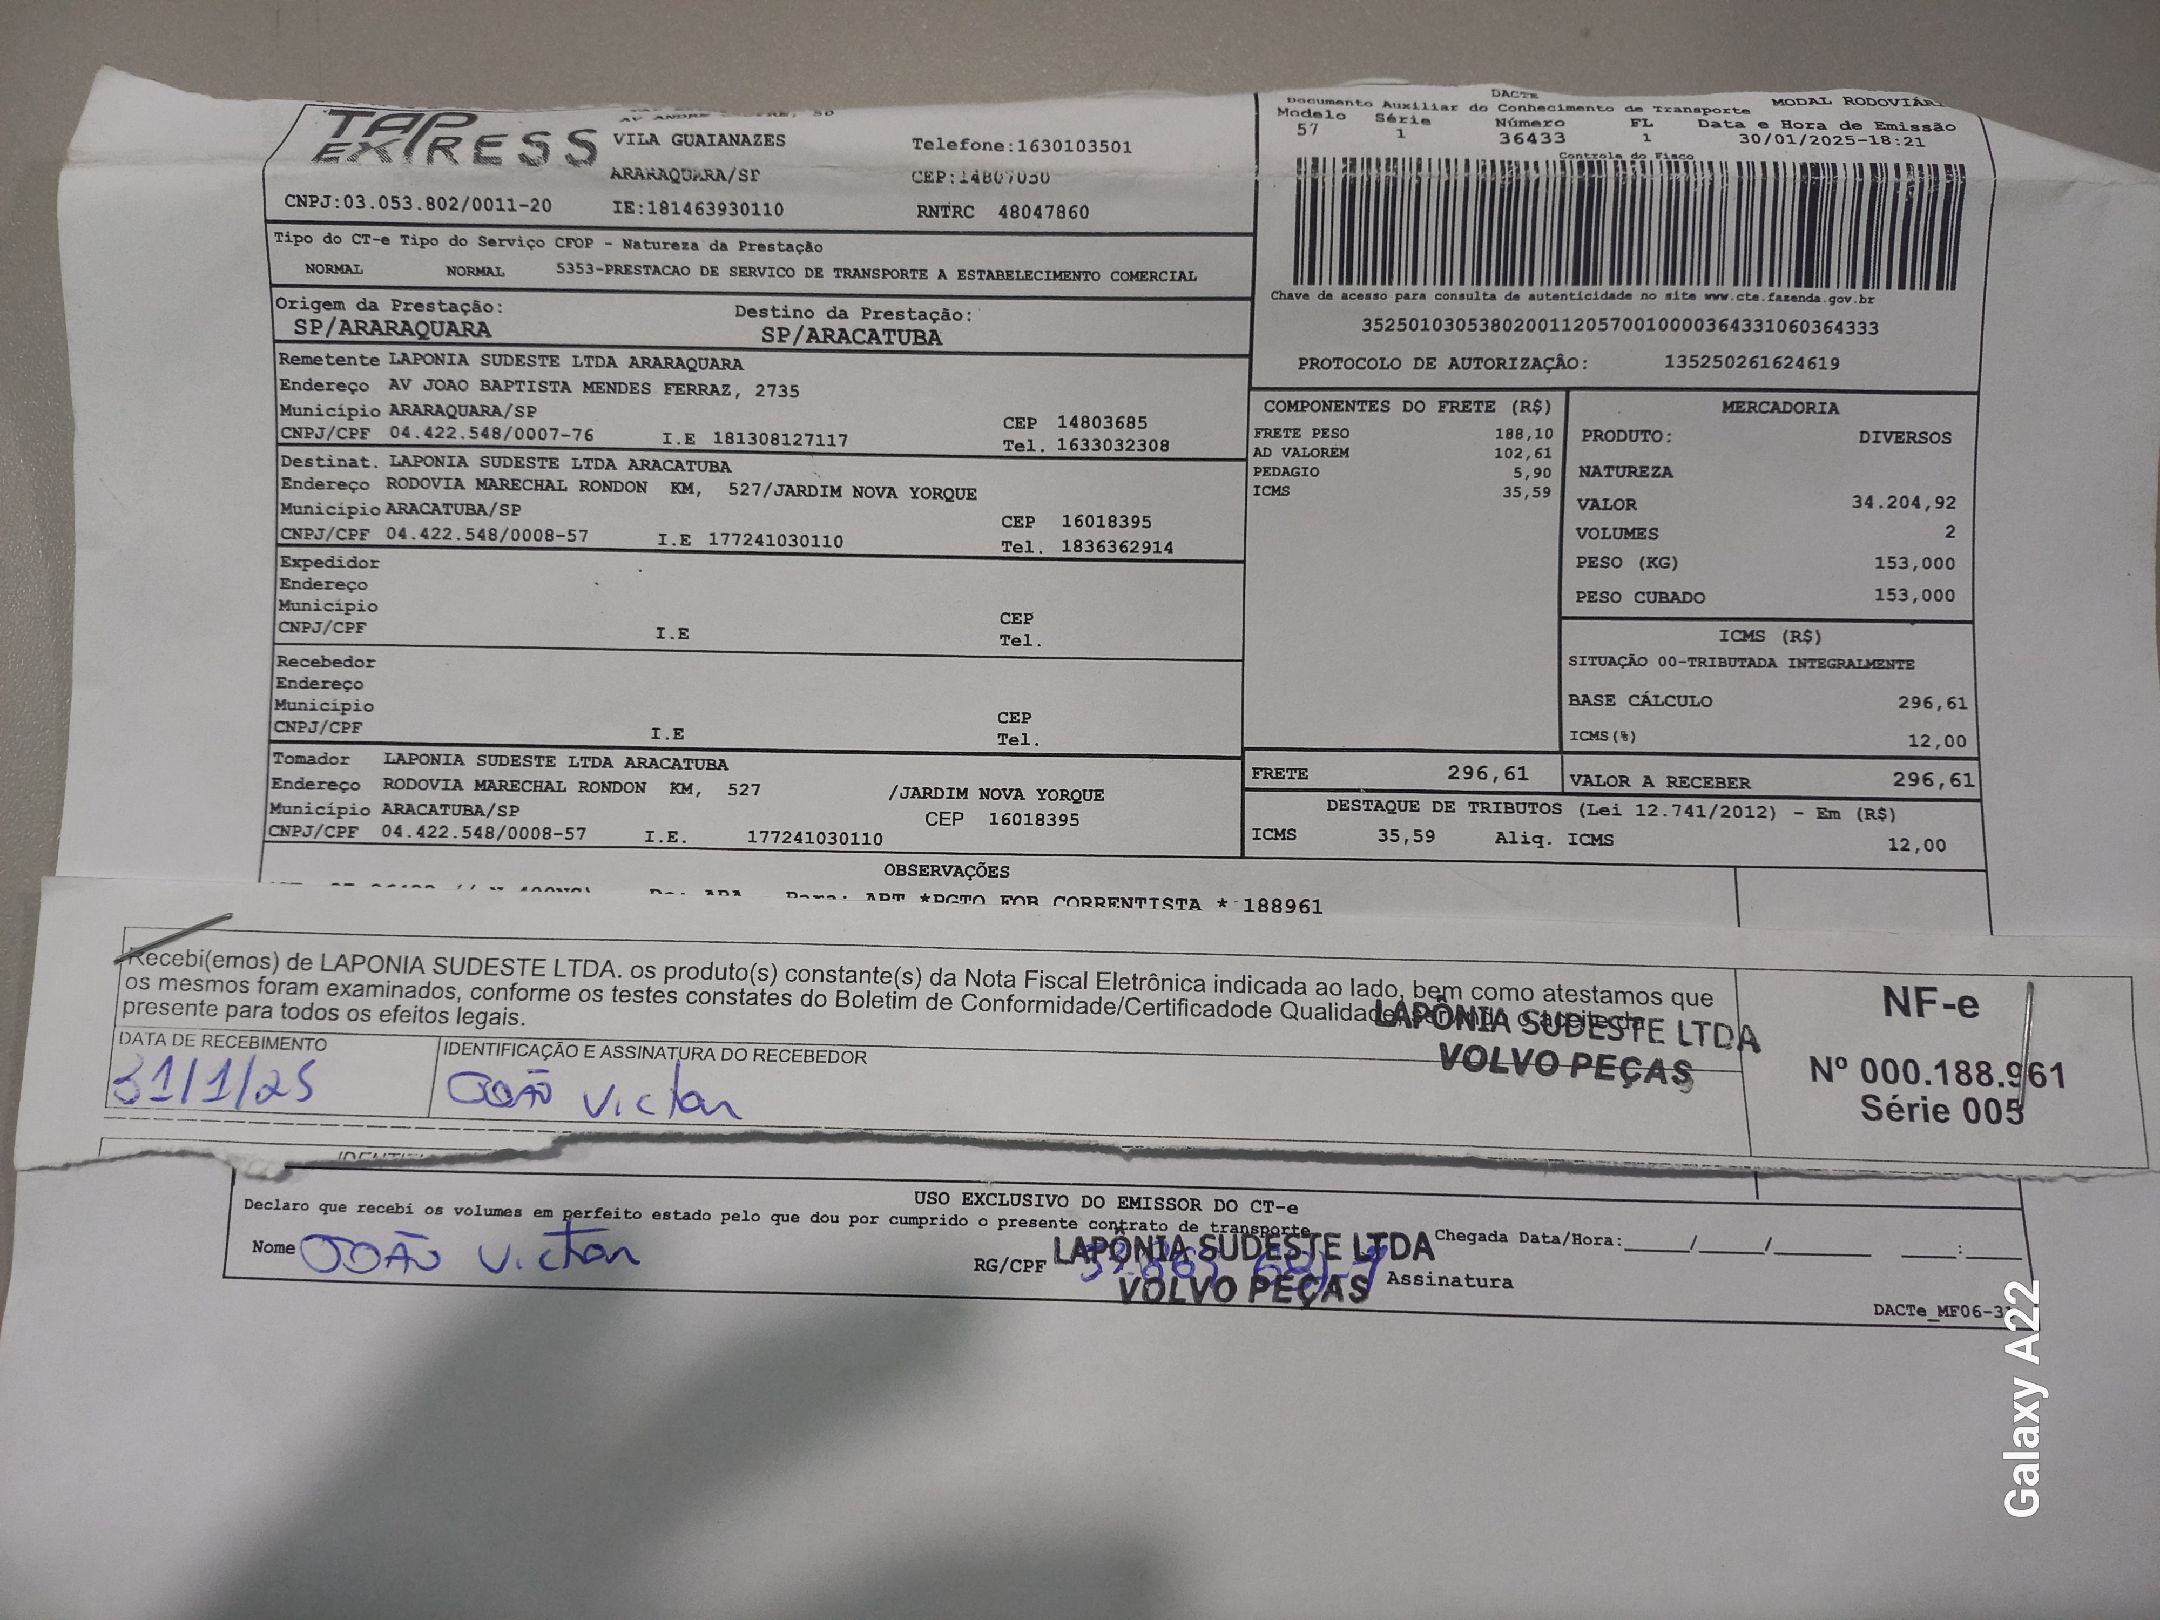 DACTE
Documento Auxiliar do Conhecimento de Transporte MODAL RODOVIÁR
Modelo Série Número FL Data e Hora de Emissão
57 1 36433 1 30/01/2025-18:21
Controle do Fisco
TAP EXPRESS
VILA GUAIANAZES Telefone:1630103501
ARARAQUARA/SP CEP:14807050
CNPJ:03.053.802/0011-20 IE:181463930110 RNTRC 48047860
Tipo do CT-e Tipo do Serviço CFOP - Natureza da Prestação
NORMAL NORMAL 5353-PRESTACAO DE SERVICO DE TRANSPORTE A ESTABELECIMENTO COMERCIAL
Chave de acesso para consulta de autenticidade no site www.cte.fazenda.gov.br
35250103053802001120570010000364331060364333
PROTOCOLO DE AUTORIZAÇÃO: 135250261624619
Origem da Prestação: Destino da Prestação:
SP/ARARAQUARA SP/ARACATUBA
Remetente LAPONIA SUDESTE LTDA ARARAQUARA
Endereço AV JOAO BAPTISTA MENDES FERRAZ, 2735
Município ARARAQUARA/SP CEP 14803685
CNPJ/CPF 04.422.548/0007-76 I.E 181308127117 Tel. 1633032308
Destinat. LAPONIA SUDESTE LTDA ARACATUBA
Endereço RODOVIA MARECHAL RONDON KM, 527/JARDIM NOVA YORQUE
Município ARACATUBA/SP CEP 16018395
CNPJ/CPF 04.422.548/0008-57 I.E 177241030110 Tel. 1836362914
Expedidor
Endereço
Município CEP
CNPJ/CPF I.E Tel.
Recebedor
Endereço
Município CEP
CNPJ/CPF I.E Tel.
Tomador LAPONIA SUDESTE LTDA ARACATUBA
Endereço RODOVIA MARECHAL RONDON KM, 527 /JARDIM NOVA YORQUE
Município ARACATUBA/SP CEP 16018395
CNPJ/CPF 04.422.548/0008-57 I.E. 177241030110
COMPONENTES DO FRETE (R$)
FRETE PESO 188,10
AD VALOREM 102,61
PEDAGIO 5,90
ICMS 35,59
MERCADORIA
PRODUTO: DIVERSOS
NATUREZA
VALOR 34.204,92
VOLUMES 2
PESO (KG) 153,000
PESO CUBADO 153,000
ICMS (R$)
SITUAÇÃO 00-TRIBUTADA INTEGRALMENTE
BASE CÁLCULO 296,61
ICMS(%) 12,00
FRETE 296,61 VALOR A RECEBER 296,61
DESTAQUE DE TRIBUTOS (Lei 12.741/2012) - Em (R$)
ICMS 35,59 Aliq. ICMS 12,00
OBSERVAÇÕES
Para: ART *PGTO FOB CORRENTISTA * 188961
Recebi(emos) de LAPONIA SUDESTE LTDA. os produto(s) constante(s) da Nota Fiscal Eletrônica indicada ao lado, bem como atestamos que
os mesmos foram examinados, conforme os testes constates do Boletim de Conformidade/Certificadode Qualidade
presente para todos os efeitos legais.
LAPÔNIA SUDESTE LTDA
VOLVO PEÇAS
DATA DE RECEBIMENTO IDENTIFICAÇÃO E ASSINATURA DO RECEBEDOR
31/1/25 JOÃO Victor
NF-e
Nº 000.188.961
Série 005
USO EXCLUSIVO DO EMISSOR DO CT-e
Declaro que recebi os volumes em perfeito estado pelo que dou por cumprido o presente contrato de transporte
Nome JOÃO Victor RG/CPF Chegada Data/Hora:____/____/______ ____:____
LAPÔNIA SUDESTE LTDA
VOLVO PEÇAS
Assinatura
DACTe_MF06-3
Galaxy A22